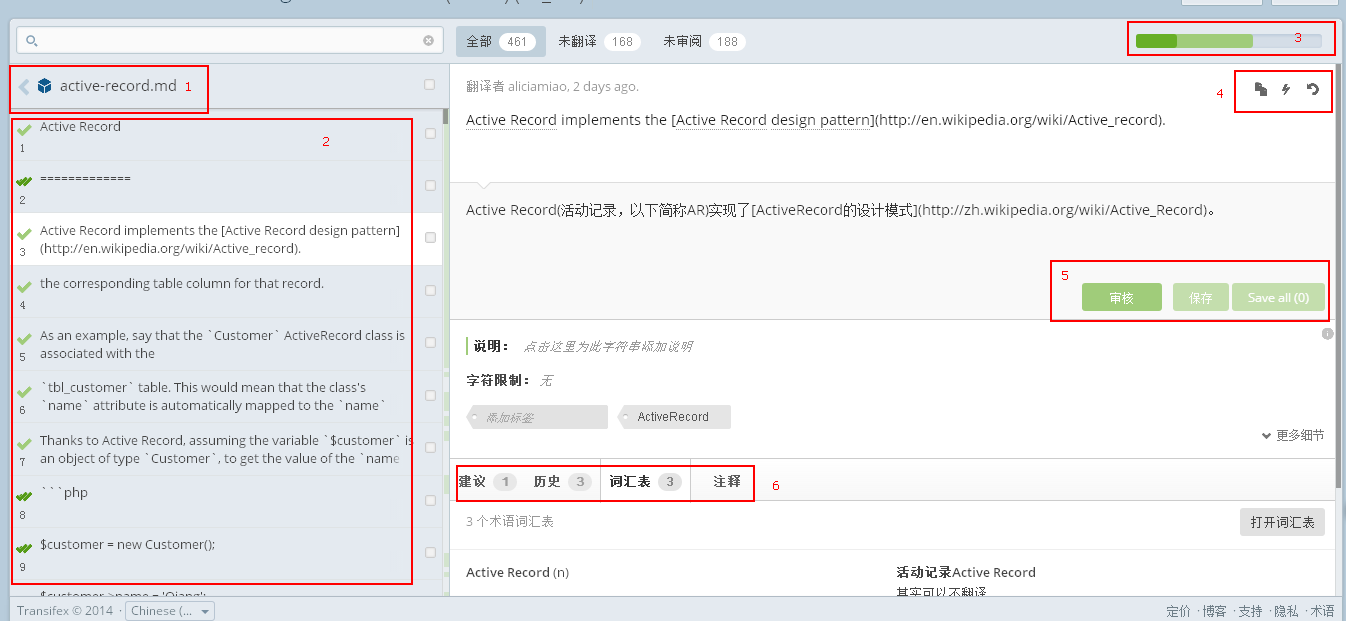 全部 461 未翻译 168 未审阅 188
3
active-record.md 1
2
Active Record
1
=============
2
Active Record implements the [Active Record design pattern]
(http://en.wikipedia.org/wiki/Active_record).
3
the corresponding table column for that record.
4
As an example, say that the `Customer` ActiveRecord class is
associated with the
5
`tbl_customer` table. This would mean that the class's
`name` attribute is automatically mapped to the `name`
6
Thanks to Active Record, assuming the variable `$customer` is
an object of type `Customer`, to get the value of the `name
7
```php
8
$customer = new Customer();
9
$customer->name = 'Qiang';
翻译者 aliciamiao, 2 days ago.
4
Active Record implements the [Active Record design pattern](http://en.wikipedia.org/wiki/Active_record).
Active Record(活动记录，以下简称AR)实现了[ActiveRecord的设计模式](http://zh.wikipedia.org/wiki/Active_Record)。
5
审核 保存 Save all (0)
说明： 点击这里为此字符串添加说明
字符限制： 无
添加标签 ActiveRecord
更多细节
建议 1 历史 3 词汇表 3 注释 6
3 个术语词汇表 打开词汇表
Active Record (n) 活动记录Active Record
其实可以不翻译
Transifex © 2014 · Chinese (... 定价 · 博客 · 支持 · 隐私 · 术语